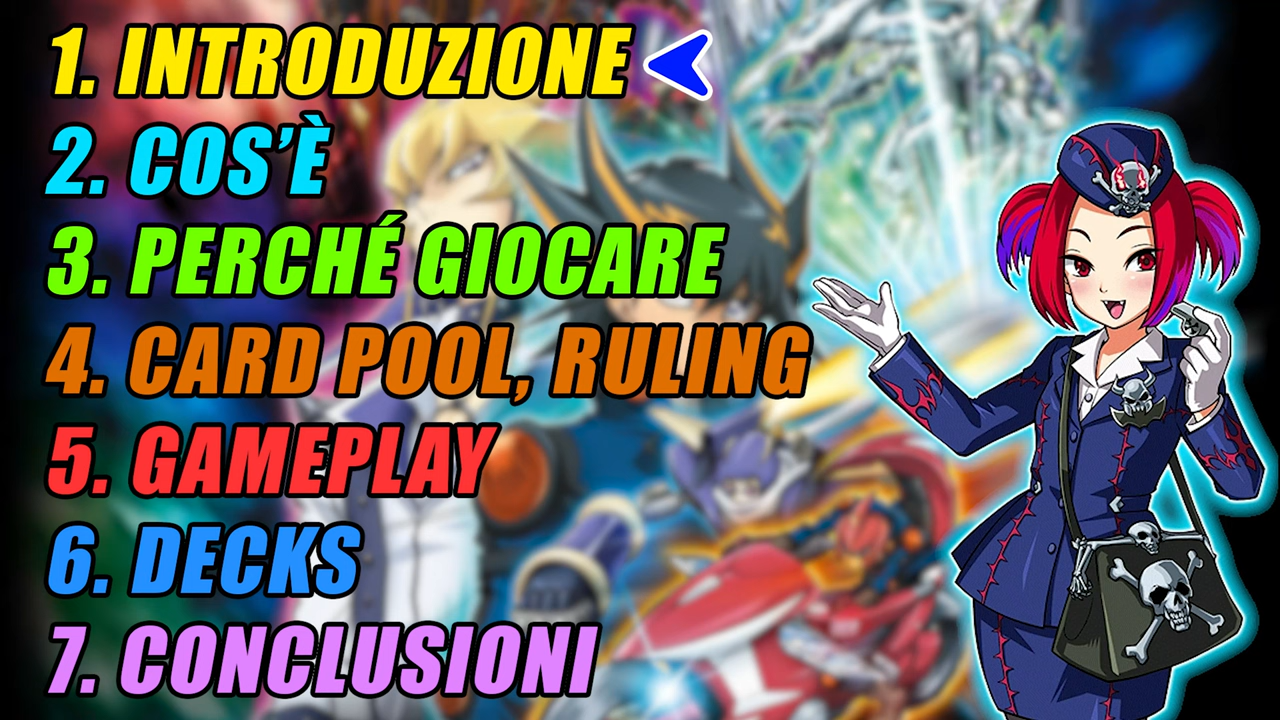 1. INTRODUZIONE
2. COS'È
3. PERCHÉ GIOCARE
4. CARD POOL, RULING
5. GAMEPLAY
6. DECKS
7. CONCLUSIONI